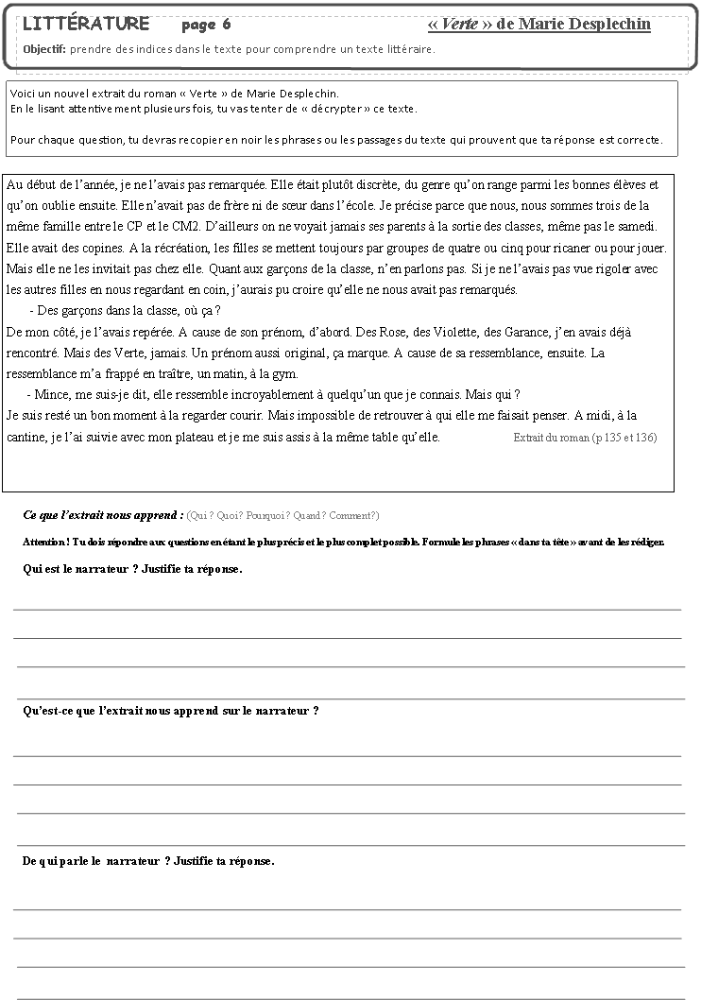 LITTÉRATURE page 6 « Verte » de Marie Desplechin
Objectif: prendre des indices dans le texte pour comprendre un texte littéraire.
Voici un nouvel extrait du roman « Verte » de Marie Desplechin.
En le lisant attentivement plusieurs fois, tu vas tenter de « décrypter » ce texte.
Pour chaque question, tu devras recopier en noir les phrases ou les passages du texte qui prouvent que ta réponse est correcte.
Au début de l’année, je ne l’avais pas remarquée. Elle était plutôt discrète, du genre qu’on range parmi les bonnes élèves et
qu’on oublie ensuite. Elle n’avait pas de frère ni de sœur dans l’école. Je précise parce que nous, nous sommes trois de la
même famille entre le CP et le CM2. D’ailleurs on ne voyait jamais ses parents à la sortie des classes, même pas le samedi.
Elle avait des copines. A la récréation, les filles se mettent toujours par groupes de quatre ou cinq pour ricaner ou pour jouer.
Mais elle ne les invitait pas chez elle. Quant aux garçons de la classe, n’en parlons pas. Si je ne l’avais pas vue rigoler avec
les autres filles en nous regardant en coin, j’aurais pu croire qu’elle ne nous avait pas remarqués.
- Des garçons dans la classe, où ça ?
De mon côté, je l’avais repérée. A cause de son prénom, d’abord. Des Rose, des Violette, des Garance, j’en avais déjà
rencontré. Mais des Verte, jamais. Un prénom aussi original, ça marque. A cause de sa ressemblance, ensuite. La
ressemblance m’a frappé en traître, un matin, à la gym.
- Mince, me suis-je dit, elle ressemble incroyablement à quelqu’un que je connais. Mais qui ?
Je suis resté un bon moment à la regarder courir. Mais impossible de retrouver à qui elle me faisait penser. A midi, à la
cantine, je l’ai suivie avec mon plateau et je me suis assis à la même table qu’elle. Extrait du roman (p 135 et 136)
Ce que l’extrait nous apprend : (Qui ? Quoi ? Pourquoi ? Quand ? Comment ?)
Attention ! Tu dois répondre aux questions en étant le plus précis et le plus complet possible. Formule les phrases « dans ta tête » avant de les rédiger.
Qui est le narrateur ? Justifie ta réponse.
Qu’est-ce que l’extrait nous apprend sur le narrateur ?
De qui parle le narrateur ? Justifie ta réponse.